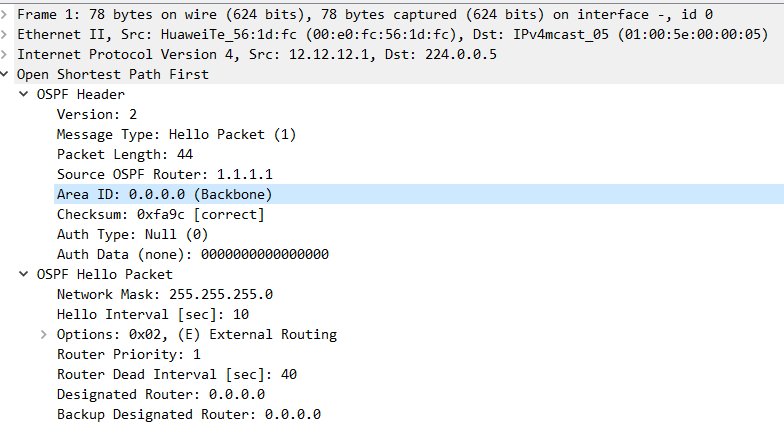 Frame 1: 78 bytes on wire (624 bits), 78 bytes captured (624 bits) on interface -, id 0
Ethernet II, Src: HuaweiTe_56:1d:fc (00:e0:fc:56:1d:fc), Dst: IPv4mcast_05 (01:00:5e:00:00:05)
Internet Protocol Version 4, Src: 12.12.12.1, Dst: 224.0.0.5
Open Shortest Path First
OSPF Header
Version: 2
Message Type: Hello Packet (1)
Packet Length: 44
Source OSPF Router: 1.1.1.1
Area ID: 0.0.0.0 (Backbone)
Checksum: 0xfa9c [correct]
Auth Type: Null (0)
Auth Data (none): 0000000000000000
OSPF Hello Packet
Network Mask: 255.255.255.0
Hello Interval [sec]: 10
Options: 0x02, (E) External Routing
Router Priority: 1
Router Dead Interval [sec]: 40
Designated Router: 0.0.0.0
Backup Designated Router: 0.0.0.0